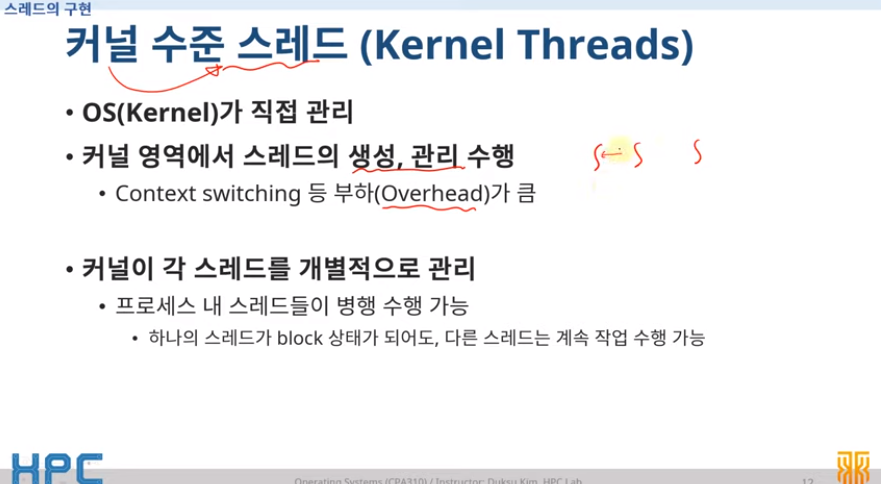 스레드의 구현
커널 수준 스레드 (Kernel Threads)
• OS(Kernel)가 직접 관리
• 커널 영역에서 스레드의 생성, 관리 수행
• Context switching 등 부하(Overhead)가 큼
• 커널이 각 스레드를 개별적으로 관리
• 프로세스 내 스레드들이 병행 수행 가능
• 하나의 스레드가 block 상태가 되어도, 다른 스레드는 계속 작업 수행 가능
HPC
Operating Systems (CPA310) / Instructor: Duksu Kim, HPC Lab
12